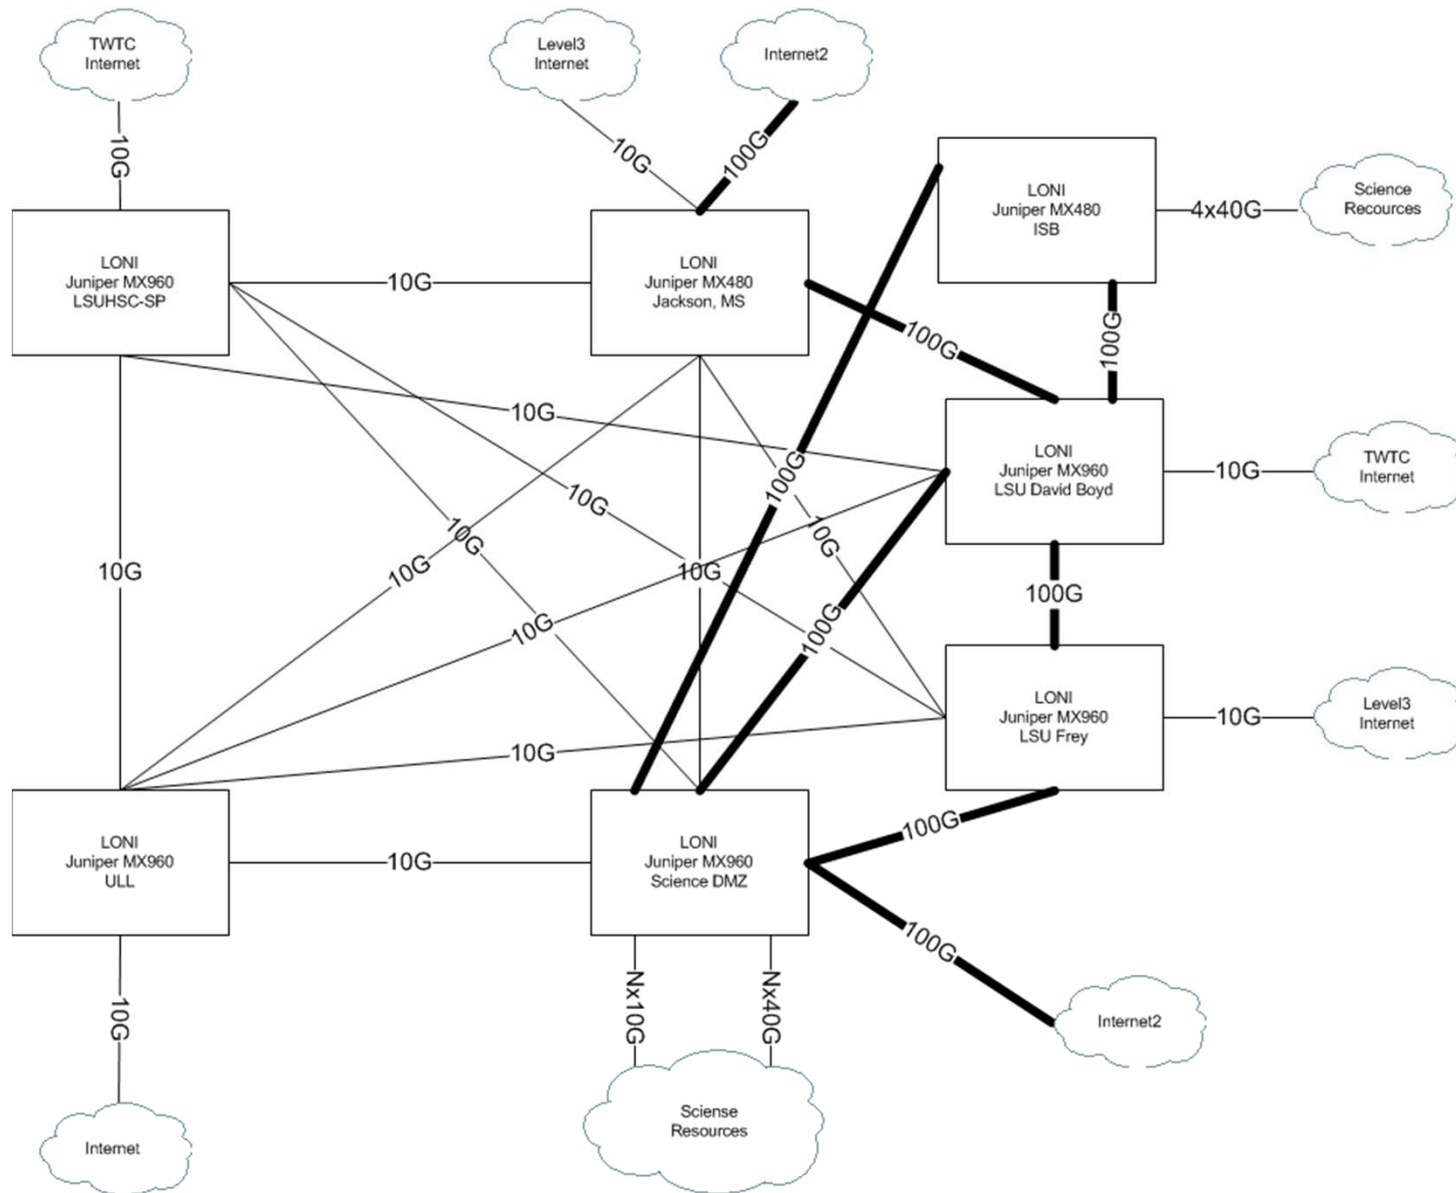 TWTC
Internet
Level3
Internet
Internet2
10G
10G
100G
LONI
Juniper MX960
LSUHSC-SP
10G
LONI
Juniper MX480
Jackson, MS
LONI
Juniper MX480
ISB
4x40G
Science
Recources
100G
100G
10G
100G
LONI
Juniper MX960
LSU David Boyd
10G
TWTC
Internet
10G
10G
10G
10G
10G
10G
100G
10G
100G
LONI
Juniper MX960
LSU Frey
10G
Level3
Internet
10G
100G
LONI
Juniper MX960
ULL
10G
LONI
Juniper MX960
Science DMZ
100G
10G
Nx10G
Nx40G
Internet2
Internet
Sciense
Resources